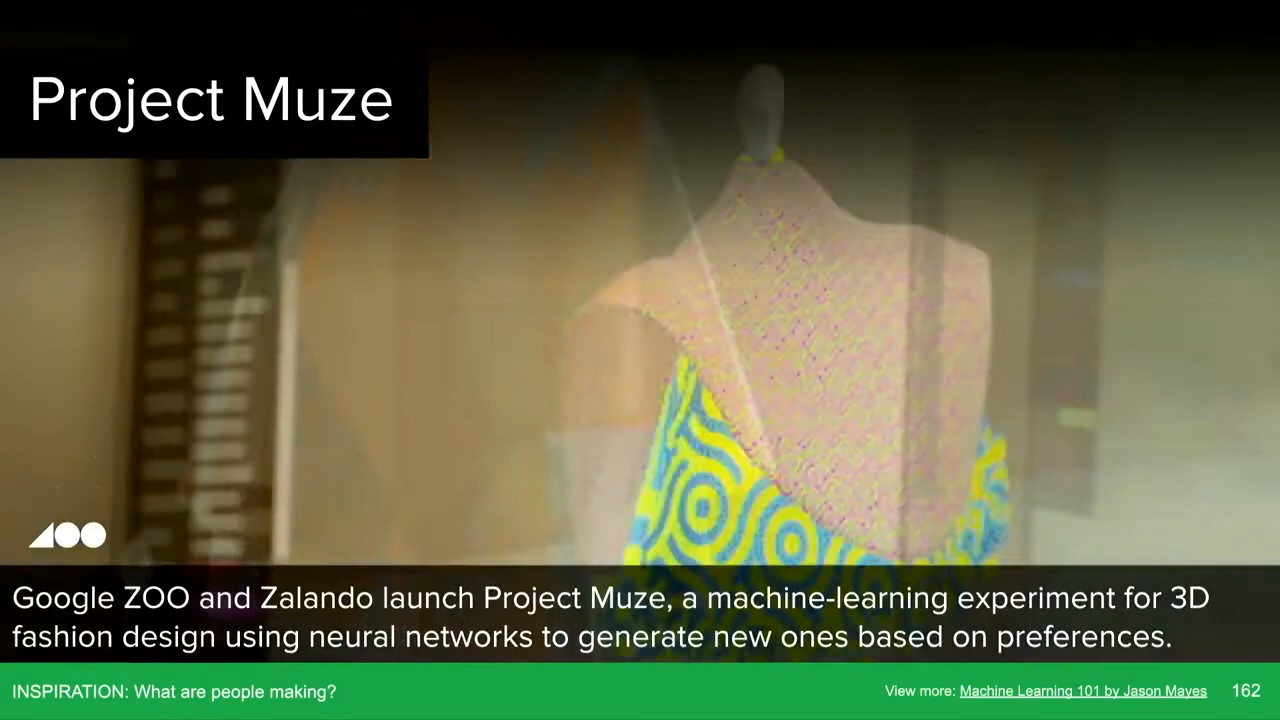 Project Muze
Google ZOO and Zalando launch Project Muze, a machine-learning experiment for 3D
fashion design using neural networks to generate new ones based on preferences.
INSPIRATION: What are people making?
View more: Machine Learning 101 by Jason Mayes
162